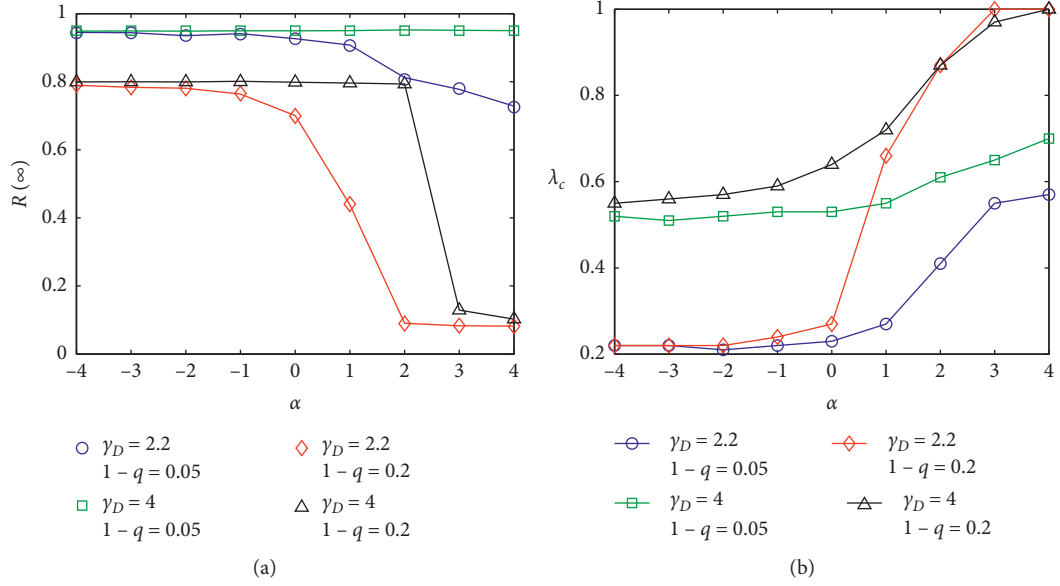 1
0.8
0.6
0.4
0.2
0
R (∞)
−4 −3 −2 −1 0 1 2 3 4
α
γD = 2.2
1 − q = 0.05
γD = 4
1 − q = 0.05
γD = 2.2
1 − q = 0.2
γD = 4
1 − q = 0.2
(a)
1
0.8
0.6
0.4
0.2
λc
−4 −3 −2 −1 0 1 2 3 4
α
γD = 2.2
1 − q = 0.05
γD = 4
1 − q = 0.05
γD = 2.2
1 − q = 0.2
γD = 4
1 − q = 0.2
(b)